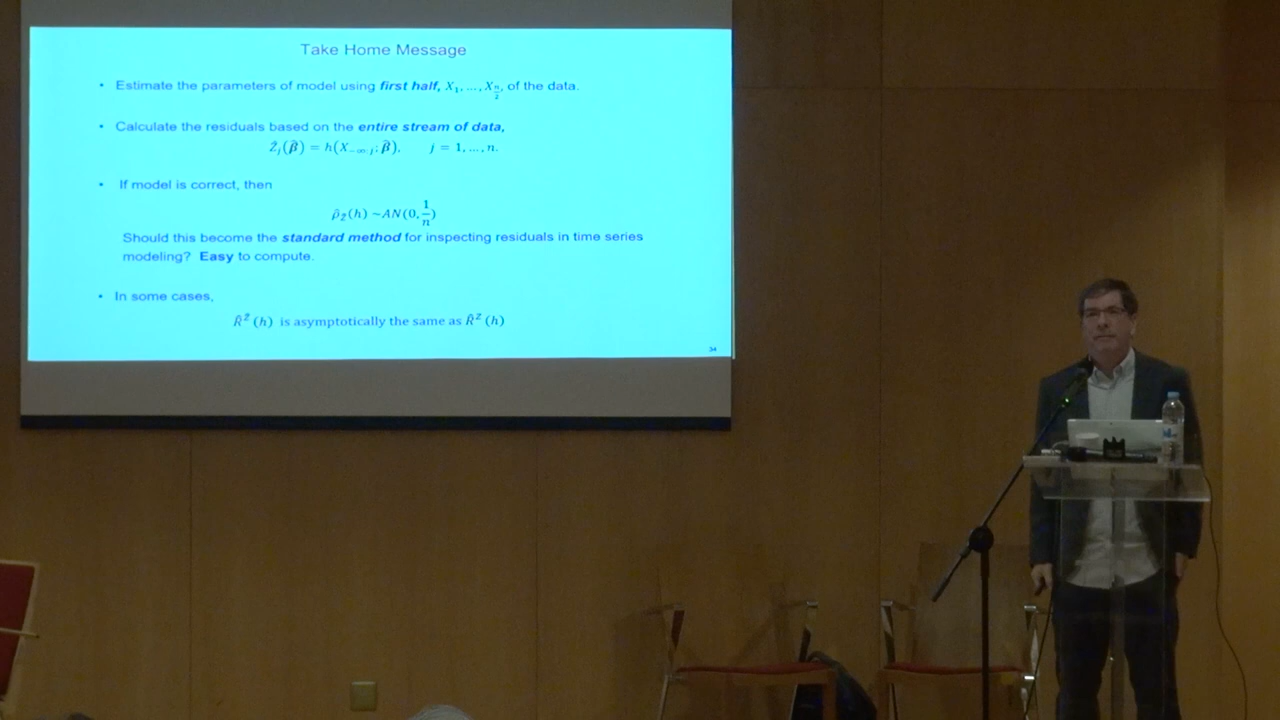 Take Home Message
• Estimate the parameters of model using first half, X₁, ..., X_{n/2}, of the data.
• Calculate the residuals based on the entire stream of data,
Ẑⱼ(β̂) = h(X₋∞:ⱼ; β̂), j = 1, ..., n.
• If model is correct, then
ρ̂_Ẑ(h) ~AN(0, 1/n)
Should this become the standard method for inspecting residuals in time series
modeling? Easy to compute.
• In some cases,
R̂^Ẑ(h) is asymptotically the same as R̂^Z(h)
34